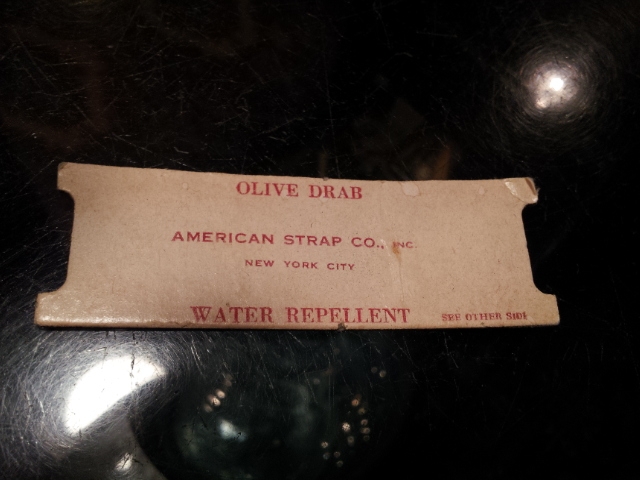 OLIVE DRAB
AMERICAN STRAP CO., INC.
NEW YORK CITY
WATER REPELLENT
SEE OTHER SIDE